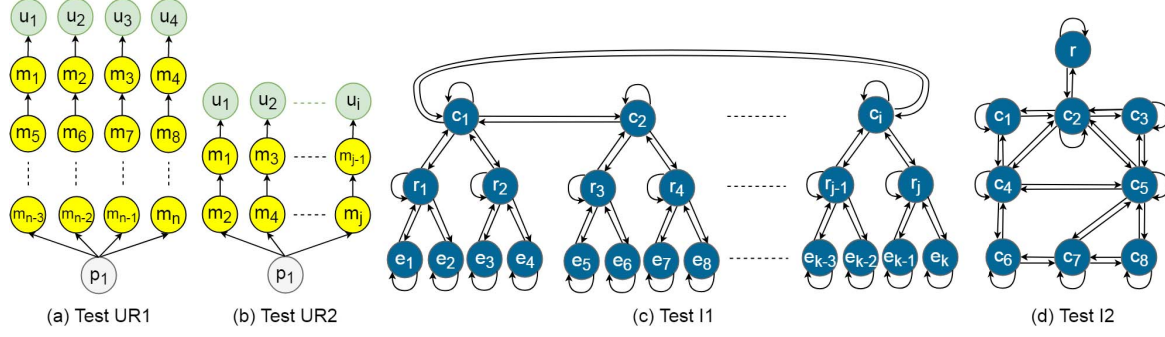 u1 u2 u3 u4
m1 m2 m3 m4
m5 m6 m7 m8
mn-3 mn-2 mn-1 mn
p1
(a) Test UR1
u1 u2 ui
m1 m3 mj-1
m2 m4 mj
p1
(b) Test UR2
c1 c2 ci
r1 r2 r3 r4 rj-1 rj
e1 e2 e3 e4 e5 e6 e7 e8 ek-3 ek-2 ek-1 ek
(c) Test I1
r
c1 c2 c3
c4 c5
c6 c7 c8
(d) Test I2